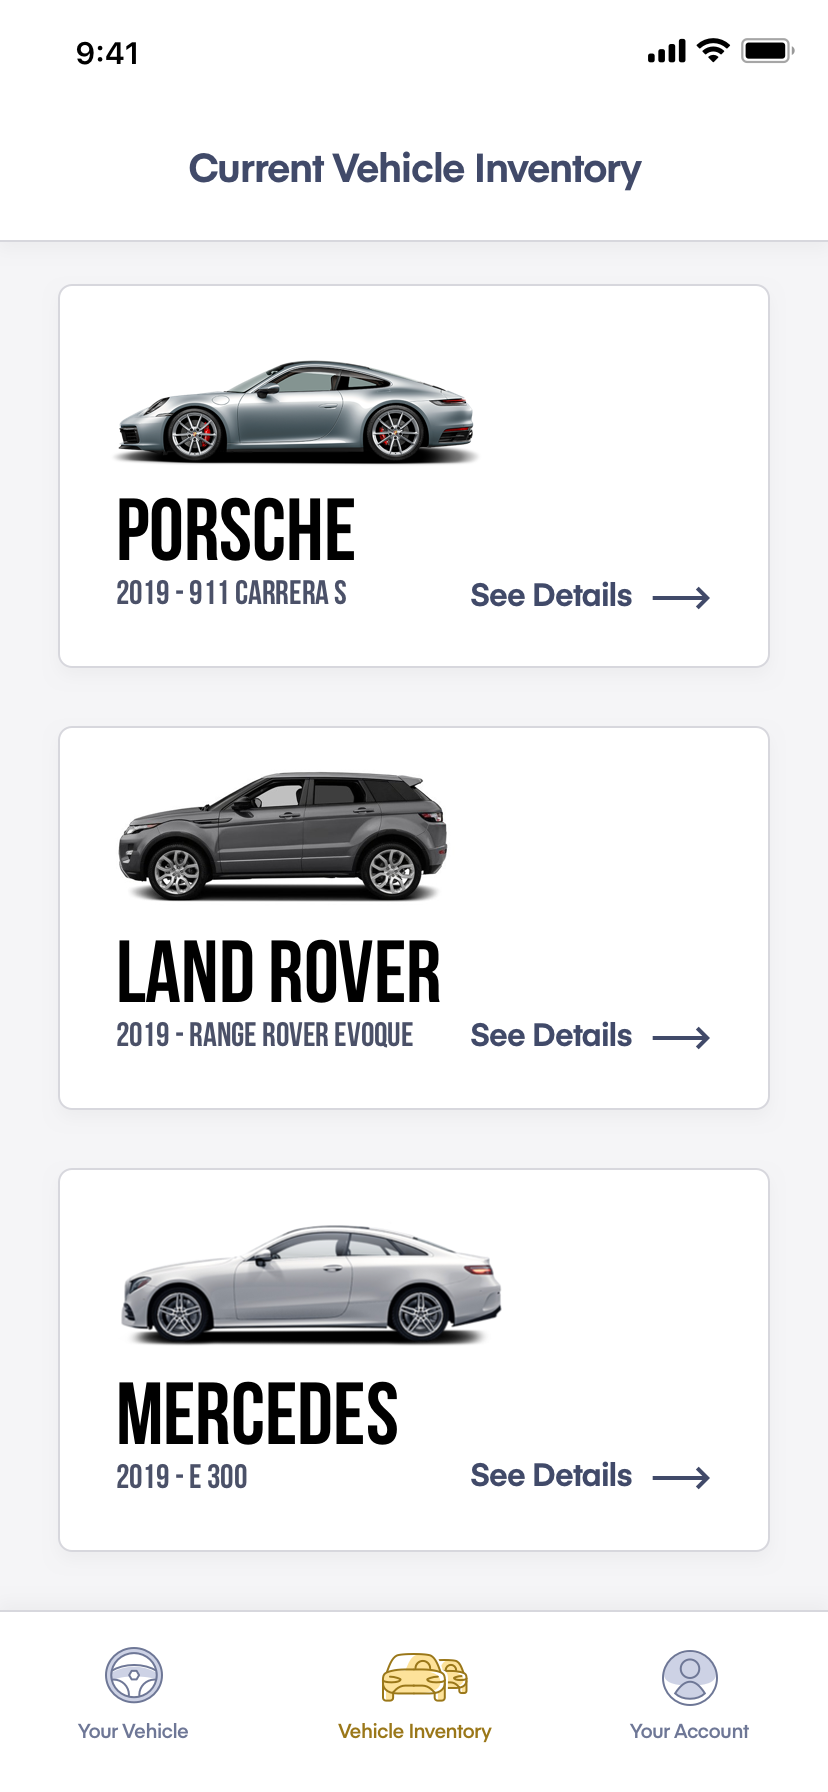 9:41
Current Vehicle Inventory
PORSCHE
2019 - 911 CARRERA S
See Details
LAND ROVER
2019 - RANGE ROVER EVOQUE
See Details
MERCEDES
2019 - E 300
See Details
Your Vehicle
Vehicle Inventory
Your Account